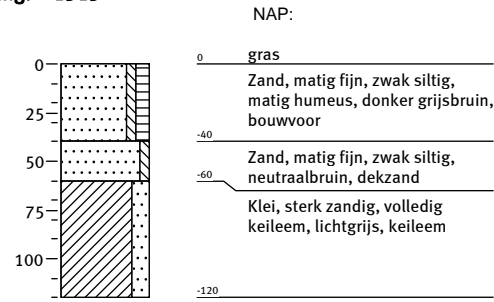 NAP:
0
25
50
75
100
0
gras
Zand, matig fijn, zwak siltig,
matig humeus, donker grijsbruin,
bouwvoor
-40
Zand, matig fijn, zwak siltig,
neutraalbruin, dekzand
-60
Klei, sterk zandig, volledig
keileem, lichtgrijs, keileem
-120